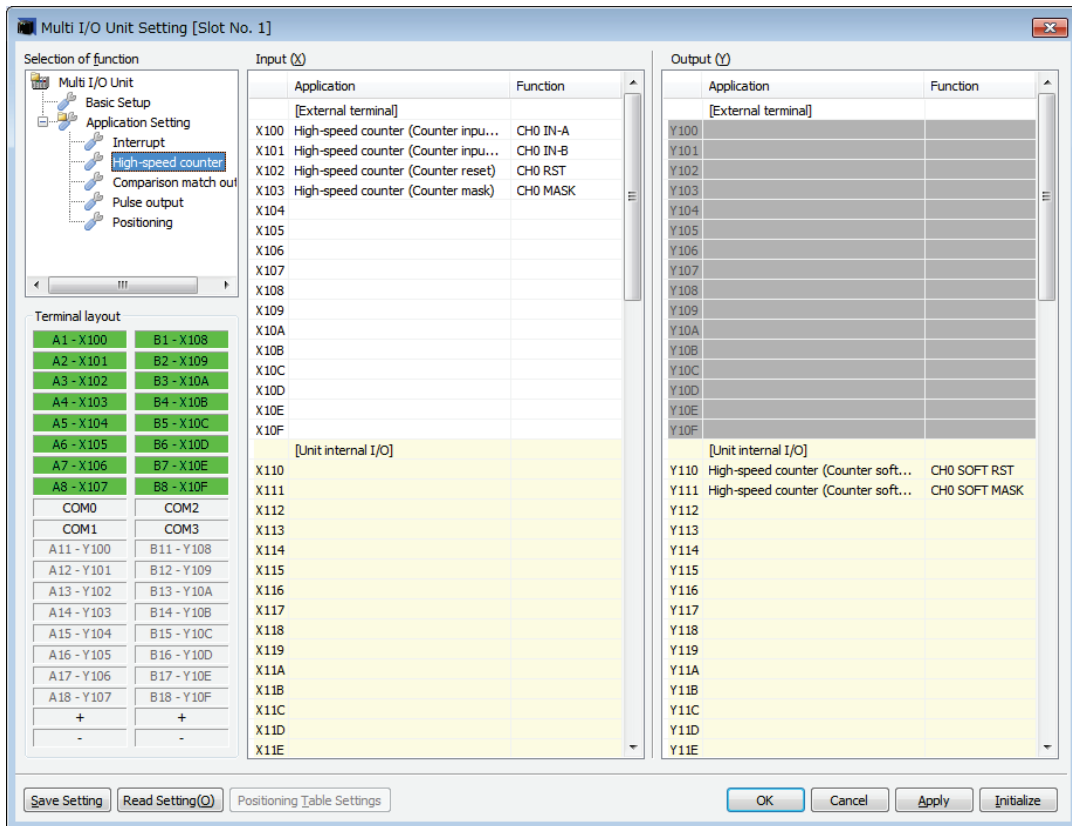 Multi I/O Unit Setting [Slot No. 1]
Selection of function
Multi I/O Unit
Basic Setup
Application Setting
Interrupt
High-speed counter
Comparison match out
Pulse output
Positioning
Terminal layout
A1 - X100 B1 - X108
A2 - X101 B2 - X109
A3 - X102 B3 - X10A
A4 - X103 B4 - X10B
A5 - X104 B5 - X10C
A6 - X105 B6 - X10D
A7 - X106 B7 - X10E
A8 - X107 B8 - X10F
COM0 COM2
COM1 COM3
A11 - Y100 B11 - Y108
A12 - Y101 B12 - Y109
A13 - Y102 B13 - Y10A
A14 - Y103 B14 - Y10B
A15 - Y104 B15 - Y10C
A16 - Y105 B16 - Y10D
A17 - Y106 B17 - Y10E
A18 - Y107 B18 - Y10F
+ +
- -
Input (X)
Application Function
[External terminal]
X100 High-speed counter (Counter inpu... CH0 IN-A
X101 High-speed counter (Counter inpu... CH0 IN-B
X102 High-speed counter (Counter reset) CH0 RST
X103 High-speed counter (Counter mask) CH0 MASK
X104
X105
X106
X107
X108
X109
X10A
X10B
X10C
X10D
X10E
X10F
[Unit internal I/O]
X110
X111
X112
X113
X114
X115
X116
X117
X118
X119
X11A
X11B
X11C
X11D
X11E
Output (Y)
Application Function
[External terminal]
Y100
Y101
Y102
Y103
Y104
Y105
Y106
Y107
Y108
Y109
Y10A
Y10B
Y10C
Y10D
Y10E
Y10F
[Unit internal I/O]
Y110 High-speed counter (Counter soft... CH0 SOFT RST
Y111 High-speed counter (Counter soft... CH0 SOFT MASK
Y112
Y113
Y114
Y115
Y116
Y117
Y118
Y119
Y11A
Y11B
Y11C
Y11D
Y11E
Save Setting Read Setting(O) Positioning Table Settings OK Cancel Apply Initialize